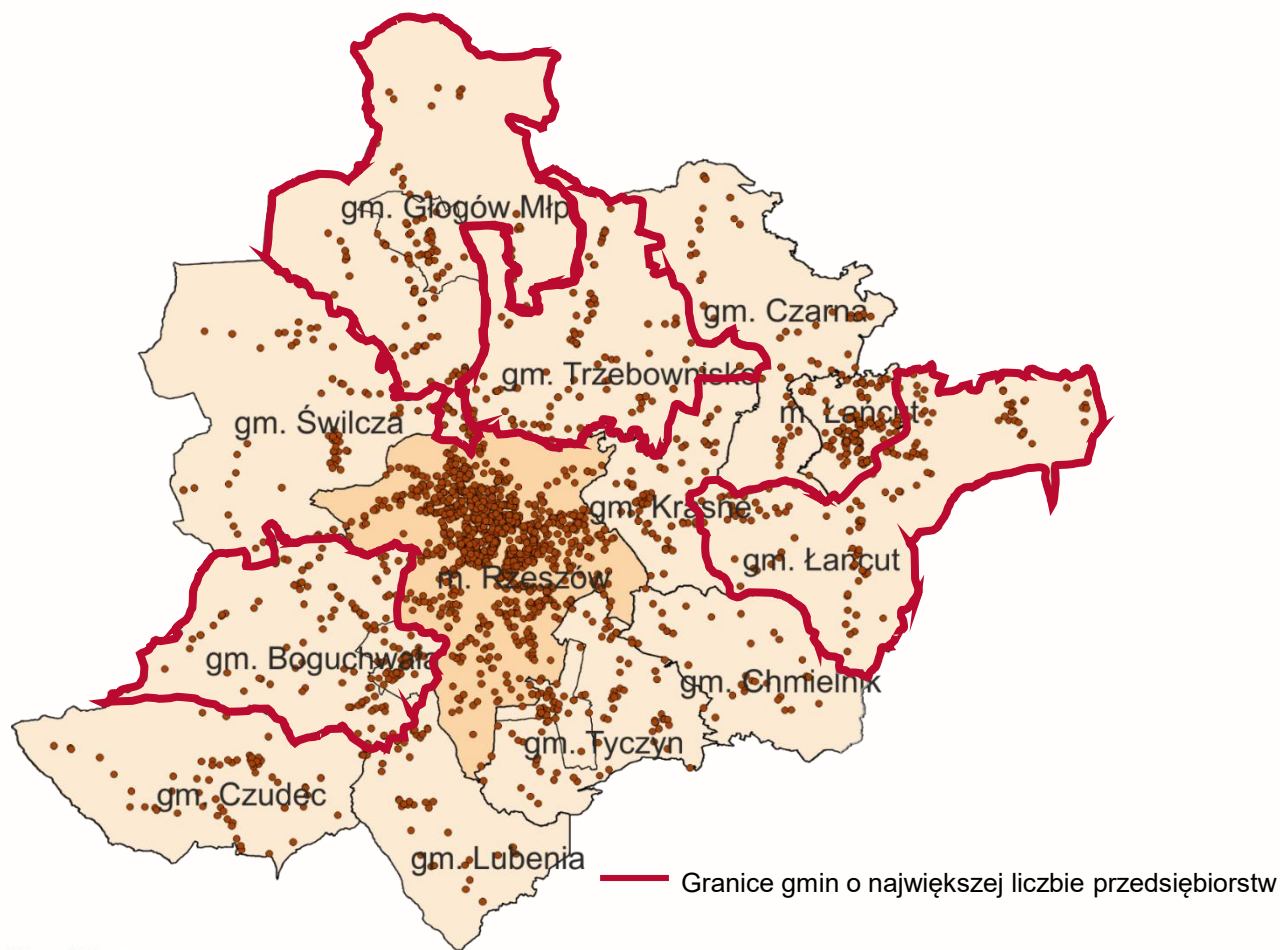 gm. Głogów Młp
gm. Czarna
gm. Trzebownisko
m. Łańcut
gm. Świlcza
gm. Krasne
gm. Łańcut
m. Rzeszów
gm. Boguchwała
gm. Chmielnik
gm. Tyczyn
gm. Czudec
gm. Lubenia
Granice gmin o największej liczbie przedsiębiorstw